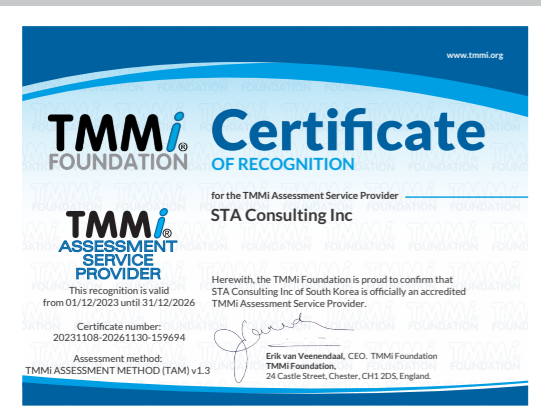 www.tmmi.org
TMMi®
FOUNDATION
Certificate
OF RECOGNITION
for the TMMi Assessment Service Provider
STA Consulting Inc
TMMi®
ASSESSMENT
SERVICE
PROVIDER
This recognition is valid
from 01/12/2023 until 31/12/2026
Certificate number:
20231108-20261130-159694
Assessment method:
TMMi ASSESSMENT METHOD (TAM) v1.3
Herewith, the TMMi Foundation is proud to confirm that
STA Consulting Inc of South Korea is officially an accredited
TMMi Assessment Service Provider.
Erik van Veenendaal, CEO. TMMi Foundation
TMMi Foundation,
24 Castle Street, Chester, CH1 2DS, England.